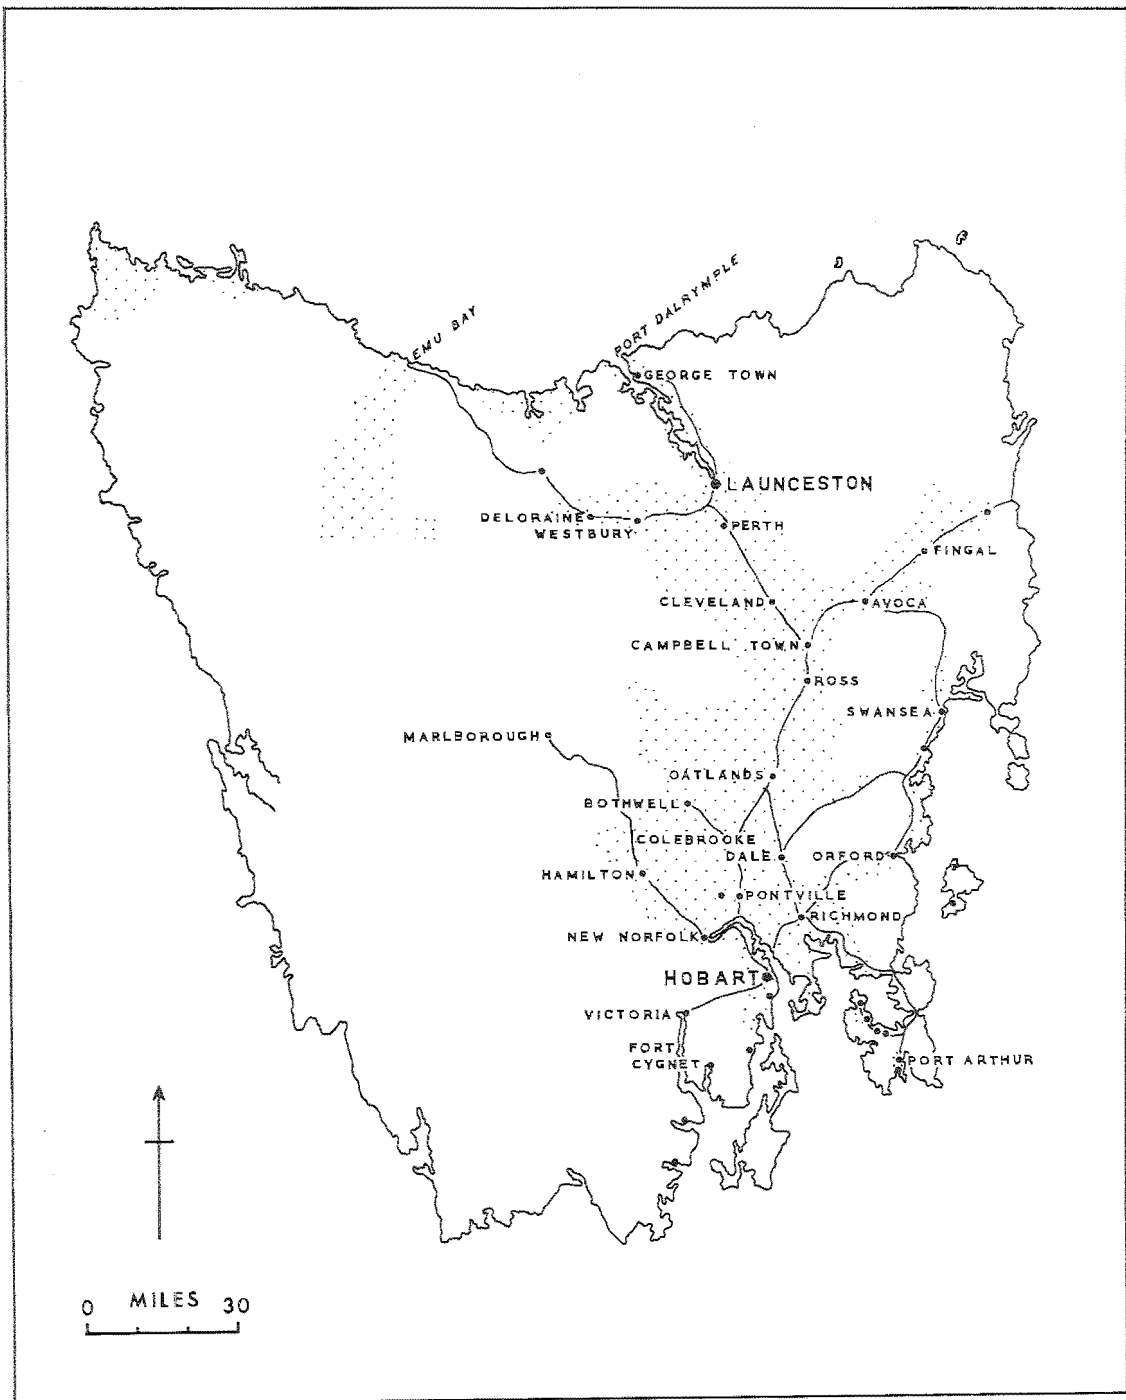 EMU BAY
PORT DALRYMPLE
GEORGE TOWN
LAUNCESTON
DELORAINE
WESTBURY
PERTH
FINGAL
CLEVELAND
AVOCA
CAMPBELL TOWN
ROSS
SWANSEA
MARLBOROUGH
OATLANDS
BOTHWELL
COLEBROOKE
DALE
ORFORD
HAMILTON
PONTVILLE
RICHMOND
NEW NORFOLK
HOBART
VICTORIA
FORT
CYGNET
PORT ARTHUR
0 MILES 30